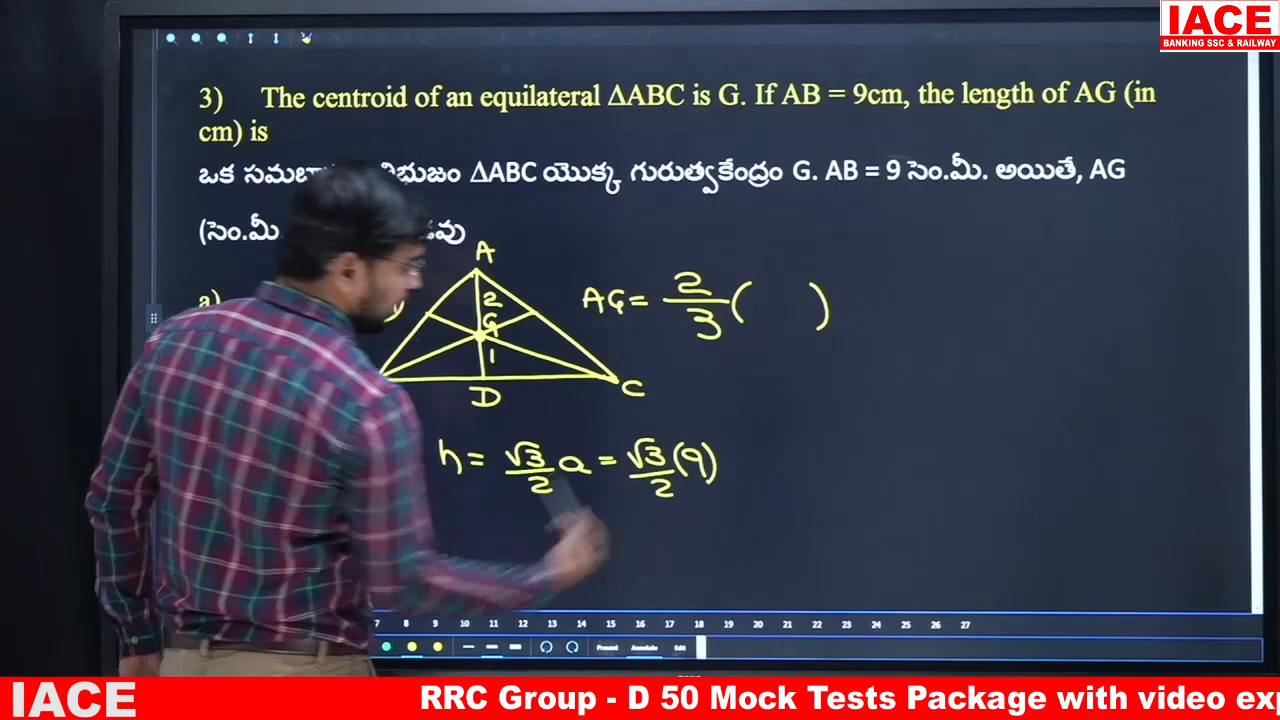 IACE
BANKING SSC & RAILWAY
3) The centroid of an equilateral ΔABC is G. If AB = 9cm, the length of AG (in
cm) is
ఒక ΔABC యొక్క గురుత్వకేంద్రం G. AB = 9 సెం.మీ. అయితే, AG
(సెం.మీ.
a)
A
2
G
1
D
C
AG = 2/3 ( )
h = √3/2 a = √3/2 (9)
7 8 9 10 11 12 13 14 15 16 17 18 19 20 21 22 23 24 25 26 27
Present Annotate Edit
IACE RRC Group - D 50 Mock Tests Package with video ex